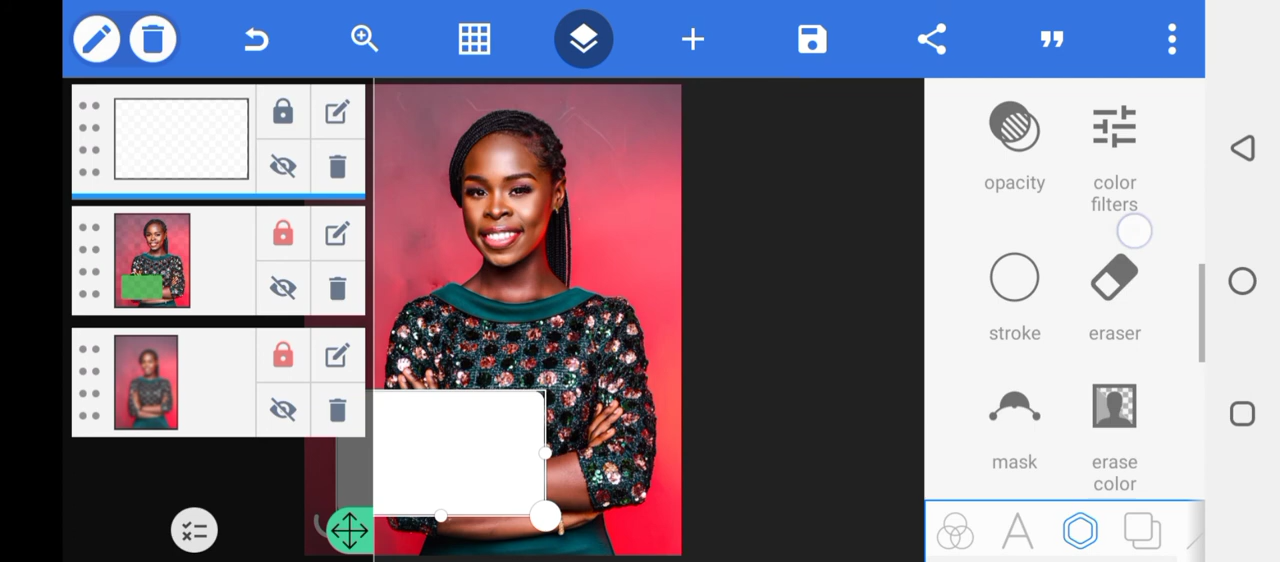 opacity
color
filters
stroke
eraser
mask
erase
color